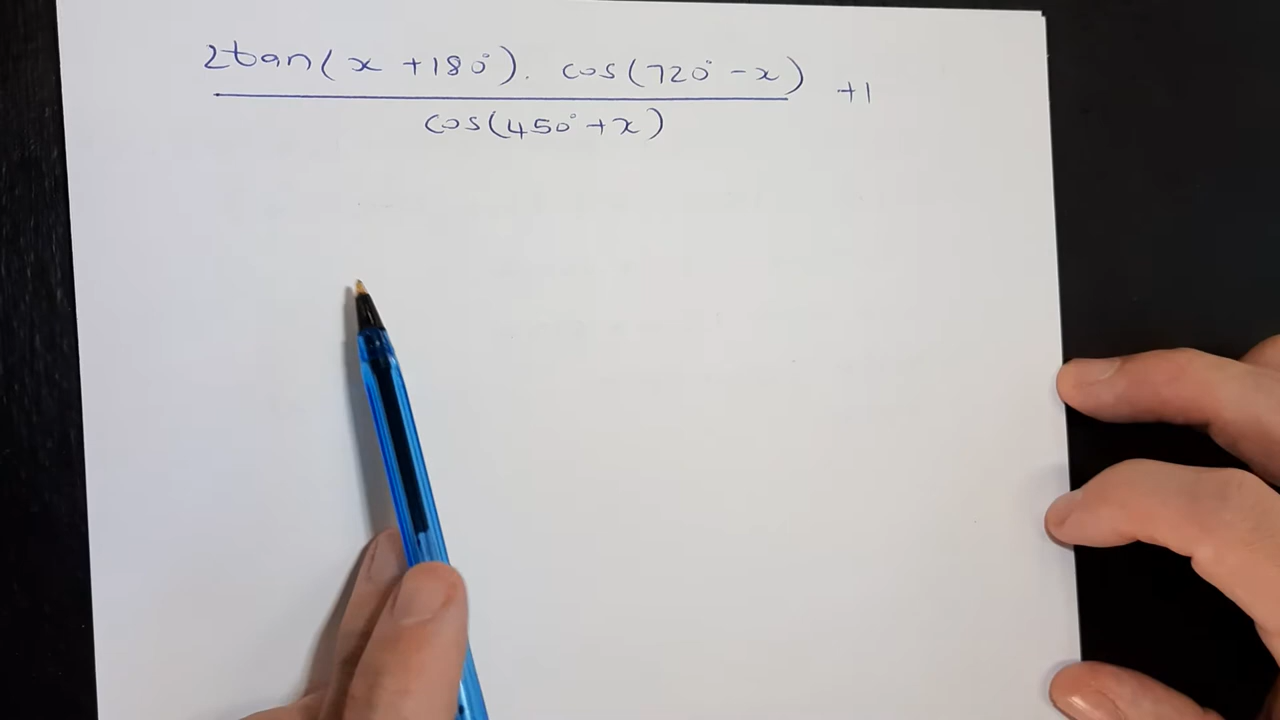 2tan(x +180°). cos(720° -x) +1
cos(450° +x)